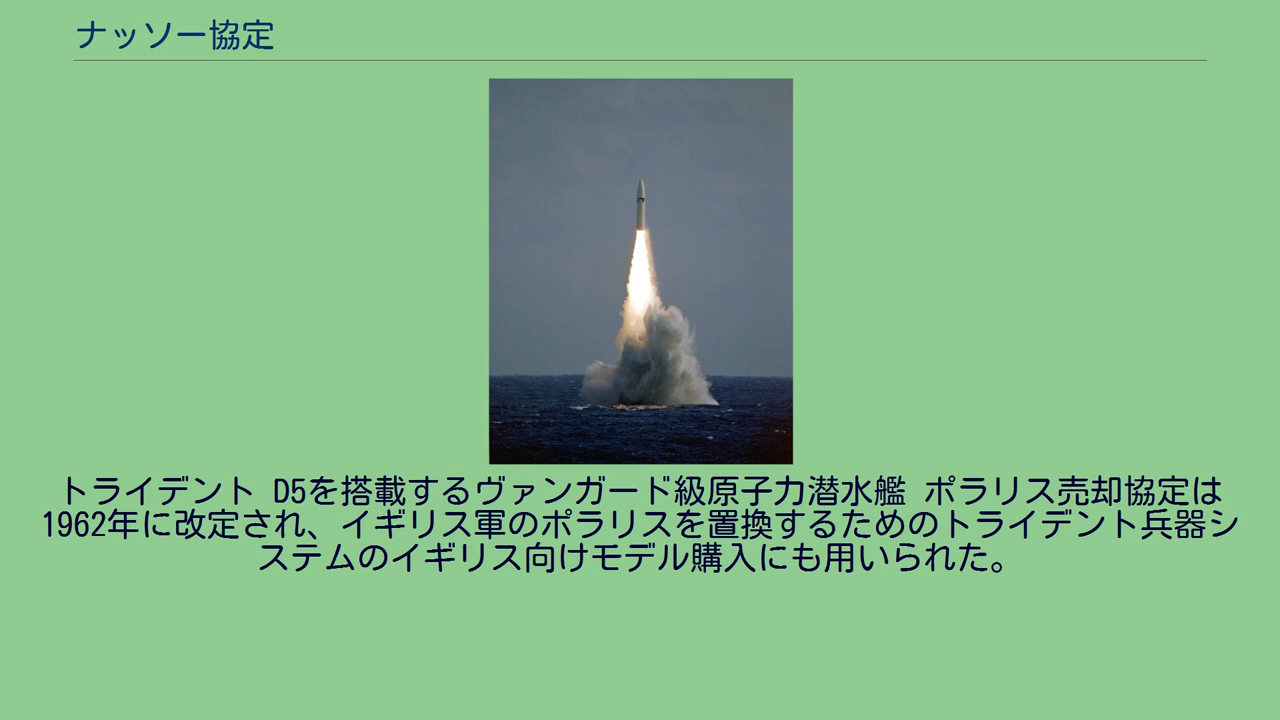 ナッソー協定
トライデント D5を搭載するヴァンガード級原子力潜水艦 ポラリス売却協定は
1962年に改定され、イギリス軍のポラリスを置換するためのトライデント兵器シ
ステムのイギリス向けモデル購入にも用いられた。